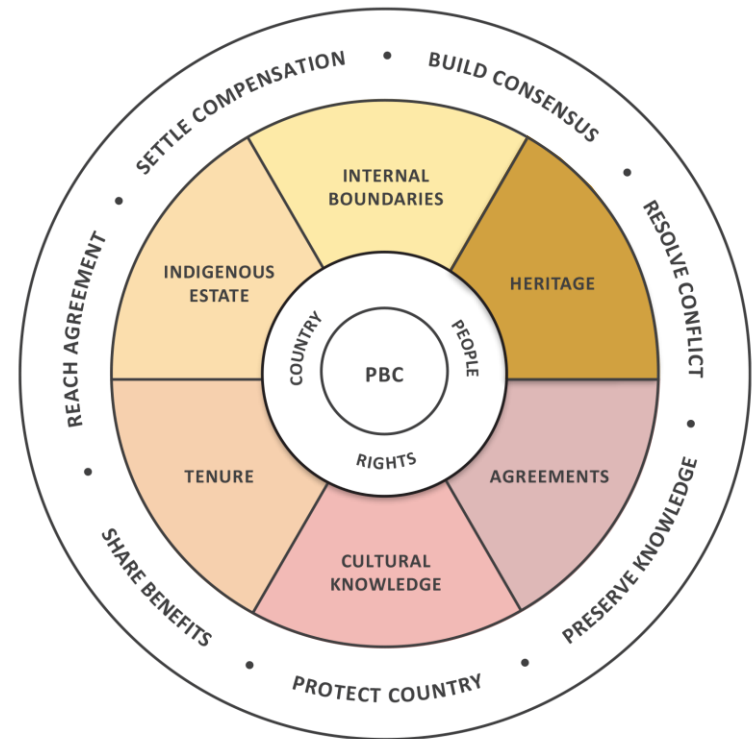 SETTLE COMPENSATION • BUILD CONSENSUS • RESOLVE CONFLICT • PRESERVE KNOWLEDGE • PROTECT COUNTRY • SHARE BENEFITS • REACH AGREEMENT •
INTERNAL
BOUNDARIES
HERITAGE
AGREEMENTS
CULTURAL
KNOWLEDGE
TENURE
INDIGENOUS
ESTATE
COUNTRY
PEOPLE
RIGHTS
PBC